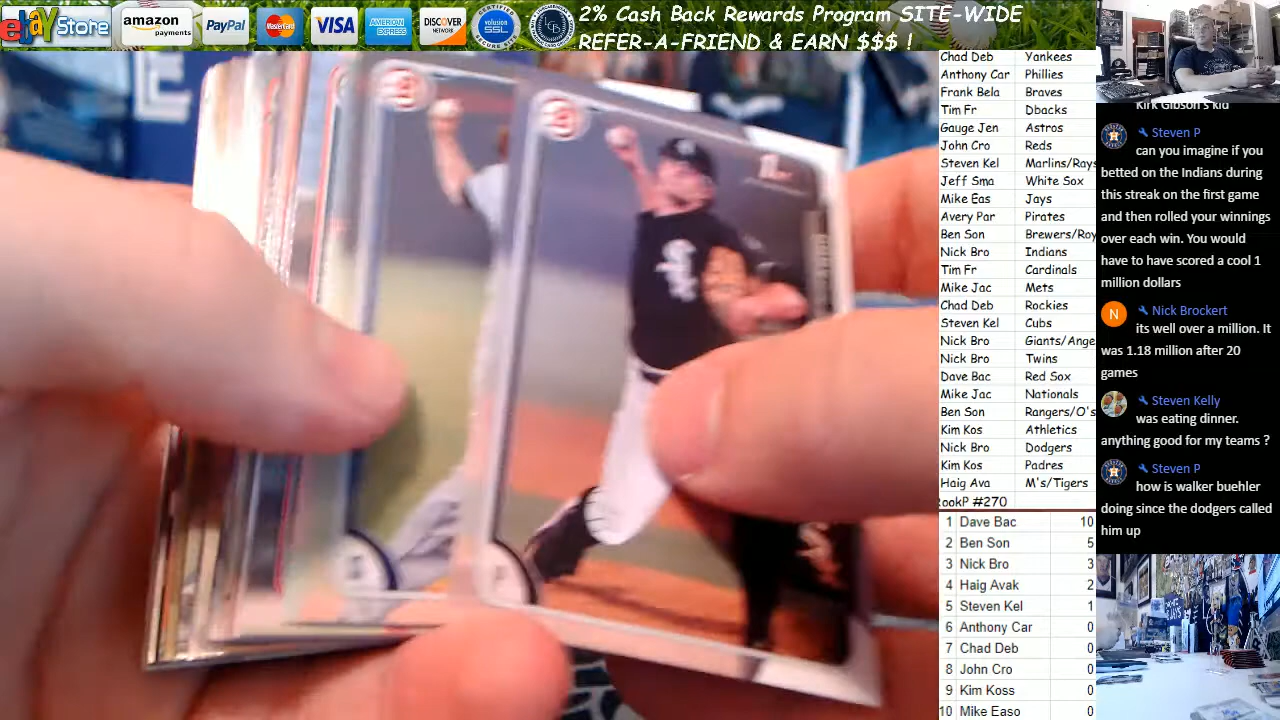 ebay Store
amazon payments
PayPal
MasterCard
VISA
AMERICAN EXPRESS
DISCOVER NETWORK
CERTIFIED
volusion
SSL
SECURE SITE
2% Cash Back Rewards Program SITE-WIDE
REFER-A-FRIEND & EARN $$$ !
Chad Deb Yankees
Anthony Car Phillies
Frank Bela Braves
Tim Fr Dbacks
Gauge Jen Astros
John Cro Reds
Steven Kel Marlins/Rays
Jeff Sma White Sox
Mike Eas Jays
Avery Par Pirates
Ben Son Brewers/Roy
Nick Bro Indians
Tim Fr Cardinals
Mike Jac Mets
Chad Deb Rockies
Steven Kel Cubs
Nick Bro Giants/Ange
Nick Bro Twins
Dave Bac Red Sox
Mike Jac Nationals
Ben Son Rangers/O's
Kim Kos Athletics
Nick Bro Dodgers
Kim Kos Padres
Haig Ava M's/Tigers
RookP #270
1 Dave Bac 10
2 Ben Son 5
3 Nick Bro 3
4 Haig Avak 2
5 Steven Kel 1
6 Anthony Car 0
7 Chad Deb 0
8 John Cro 0
9 Kim Koss 0
10 Mike Easo 0
Kirk Gibson's kid
Steven P
can you imagine if you
betted on the Indians during
this streak on the first game
and then rolled your winnings
over each win. You would
have to have scored a cool 1
million dollars
N Nick Brockert
its well over a million. It
was 1.18 million after 20
games
Steven Kelly
was eating dinner.
anything good for my teams ?
Steven P
how is walker buehler
doing since the dodgers called
him up